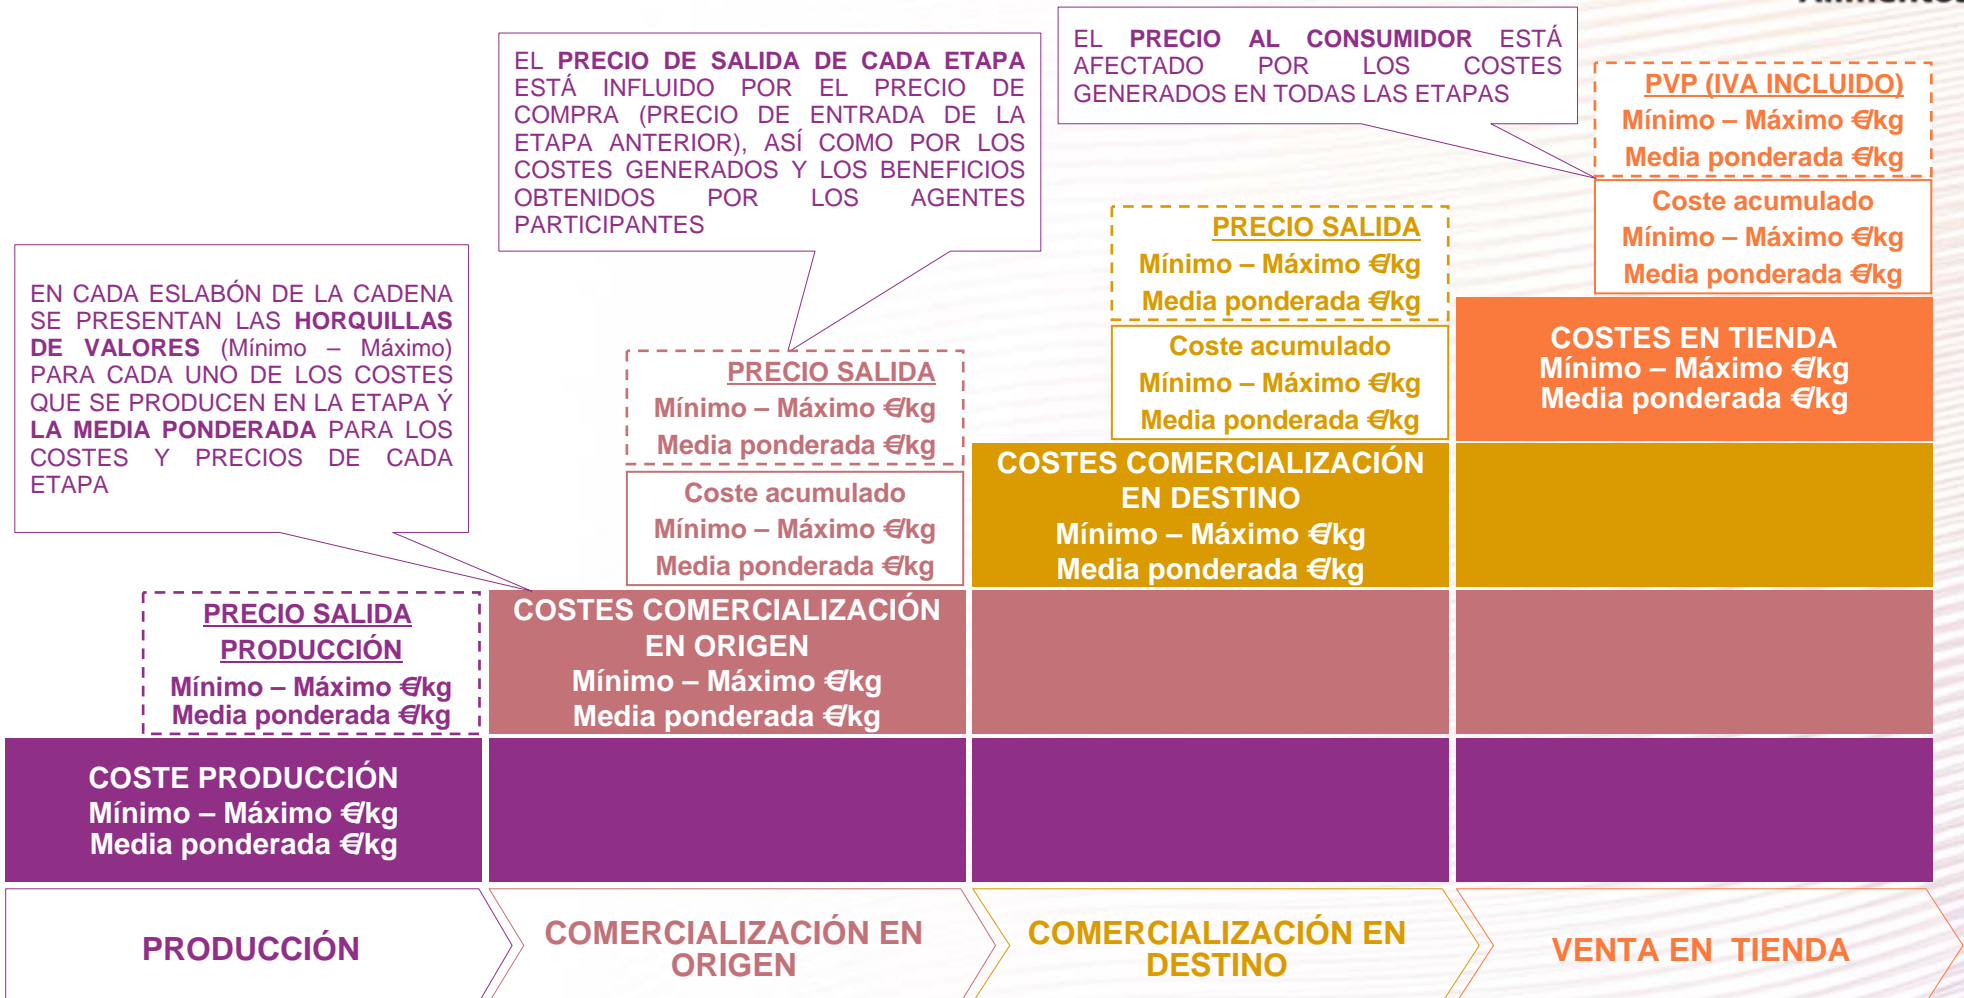 EL PRECIO DE SALIDA DE CADA ETAPA
ESTÁ INFLUIDO POR EL PRECIO DE
COMPRA (PRECIO DE ENTRADA DE LA
ETAPA ANTERIOR), ASÍ COMO POR LOS
COSTES GENERADOS Y LOS BENEFICIOS
OBTENIDOS POR LOS AGENTES
PARTICIPANTES
EL PRECIO AL CONSUMIDOR ESTÁ
AFECTADO POR LOS COSTES
GENERADOS EN TODAS LAS ETAPAS
PVP (IVA INCLUIDO)
Mínimo – Máximo €/kg
Media ponderada €/kg
Coste acumulado
Mínimo – Máximo €/kg
Media ponderada €/kg
EN CADA ESLABÓN DE LA CADENA
SE PRESENTAN LAS HORQUILLAS
DE VALORES (Mínimo – Máximo)
PARA CADA UNO DE LOS COSTES
QUE SE PRODUCEN EN LA ETAPA Ý
LA MEDIA PONDERADA PARA LOS
COSTES Y PRECIOS DE CADA
ETAPA
PRECIO SALIDA
Mínimo – Máximo €/kg
Media ponderada €/kg
Coste acumulado
Mínimo – Máximo €/kg
Media ponderada €/kg
PRECIO SALIDA
Mínimo – Máximo €/kg
Media ponderada €/kg
Coste acumulado
Mínimo – Máximo €/kg
Media ponderada €/kg
COSTES EN TIENDA
Mínimo – Máximo €/kg
Media ponderada €/kg
COSTES COMERCIALIZACIÓN
EN DESTINO
Mínimo – Máximo €/kg
Media ponderada €/kg
PRECIO SALIDA
PRODUCCIÓN
Mínimo – Máximo €/kg
Media ponderada €/kg
COSTES COMERCIALIZACIÓN
EN ORIGEN
Mínimo – Máximo €/kg
Media ponderada €/kg
COSTE PRODUCCIÓN
Mínimo – Máximo €/kg
Media ponderada €/kg
PRODUCCIÓN
COMERCIALIZACIÓN EN
ORIGEN
COMERCIALIZACIÓN EN
DESTINO
VENTA EN TIENDA